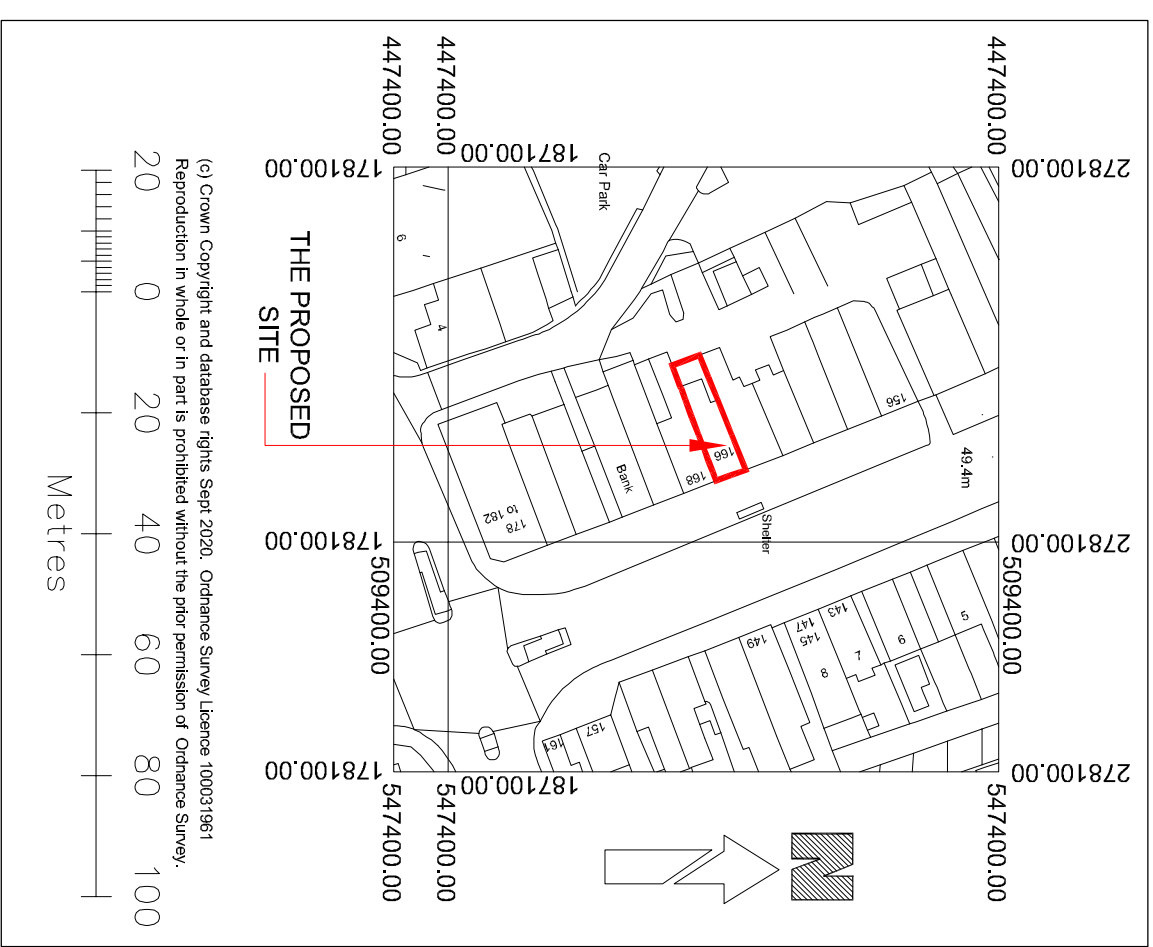 278100.00
278100.00
278100.00
447400.00
509400.00
547400.00
49.4m
5
156
6
143
7
147
145
8
N
Shelter
149
166
168
Bank
Car Park
157
161
178
to 182
4
6
187100.00
187100.00
447400.00
547400.00
447400.00
509400.00
547400.00
178100.00
178100.00
178100.00
THE PROPOSED
SITE
(c) Crown Copyright and database rights Sept 2020. Ordnance Survey Licence 100031961
Reproduction in whole or in part is prohibited without the prior permission of Ordnance Survey.
20 0 20 40 60 80 100
Metres